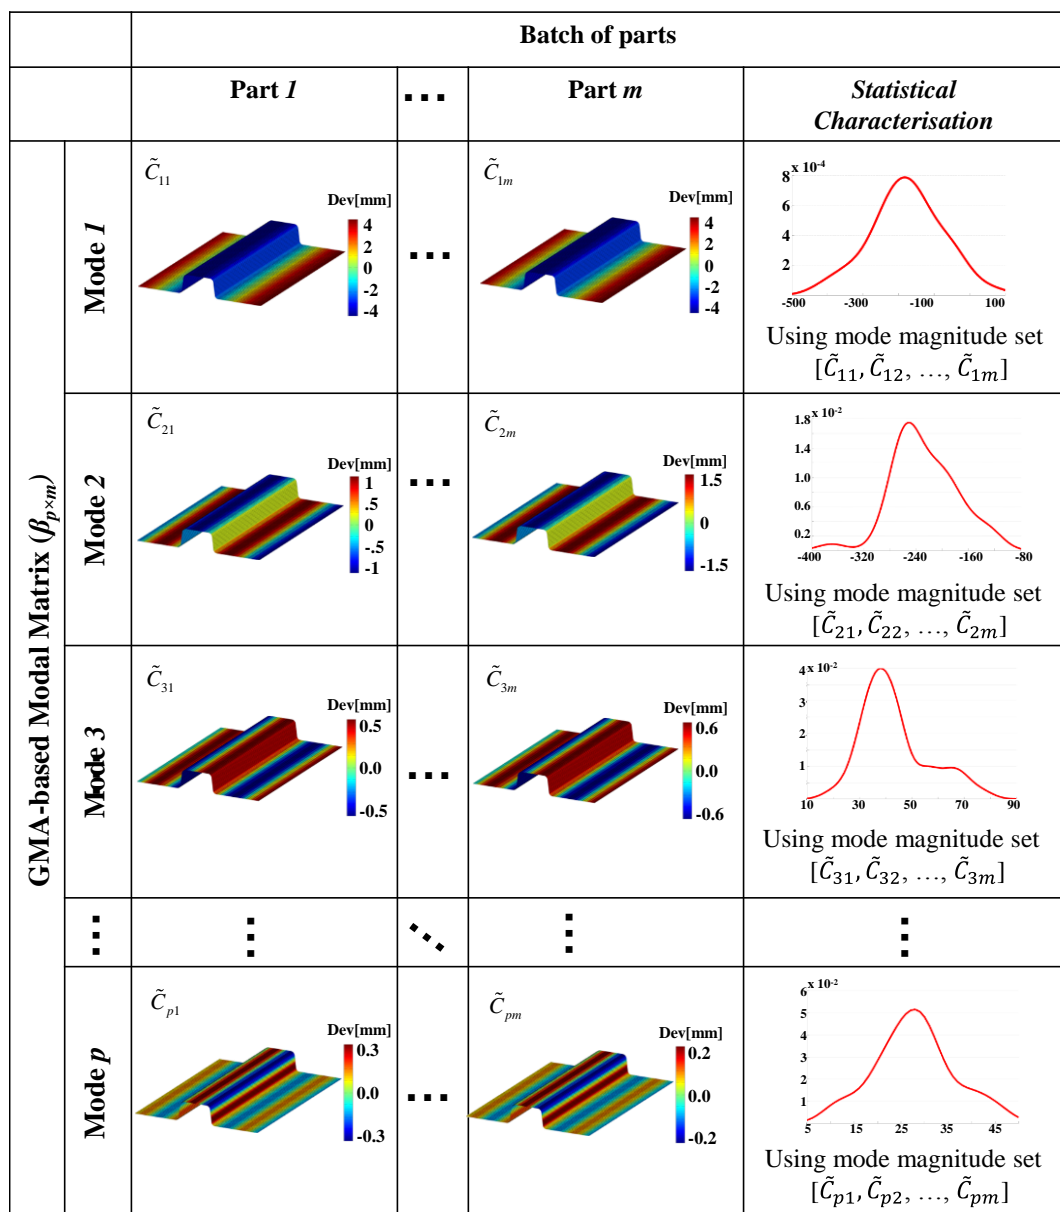 Batch of parts
Part 1 ... Part m Statistical
Characterisation
GMA-based Modal Matrix (β_{p×m})
Mode 1
C̃_{11}
Dev[mm]
4
2
0
-2
-4
...
C̃_{1m}
Dev[mm]
4
2
0
-2
-4
x 10^{-4}
8
6
4
2
-500 -300 -100 100
Using mode magnitude set
[C̃_{11}, C̃_{12}, …, C̃_{1m}]
Mode 2
C̃_{21}
Dev[mm]
1
.5
0
-.5
-1
...
C̃_{2m}
Dev[mm]
1.5
0
-1.5
x 10^{-2}
1.8
1.4
1.0
0.6
0.2
-400 -320 -240 -160 -80
Using mode magnitude set
[C̃_{21}, C̃_{22}, …, C̃_{2m}]
Mode 3
C̃_{31}
Dev[mm]
0.5
0.0
-0.5
...
C̃_{3m}
Dev[mm]
0.6
0.0
-0.6
x 10^{-2}
4
3
2
1
10 30 50 70 90
Using mode magnitude set
[C̃_{31}, C̃_{32}, …, C̃_{3m}]
⋮ ⋮ ⋱ ⋮ ⋮
Mode p
C̃_{p1}
Dev[mm]
0.3
0.0
-0.3
...
C̃_{pm}
Dev[mm]
0.2
0.0
-0.2
x 10^{-2}
6
5
4
3
2
1
5 15 25 35 45
Using mode magnitude set
[C̃_{p1}, C̃_{p2}, …, C̃_{pm}]